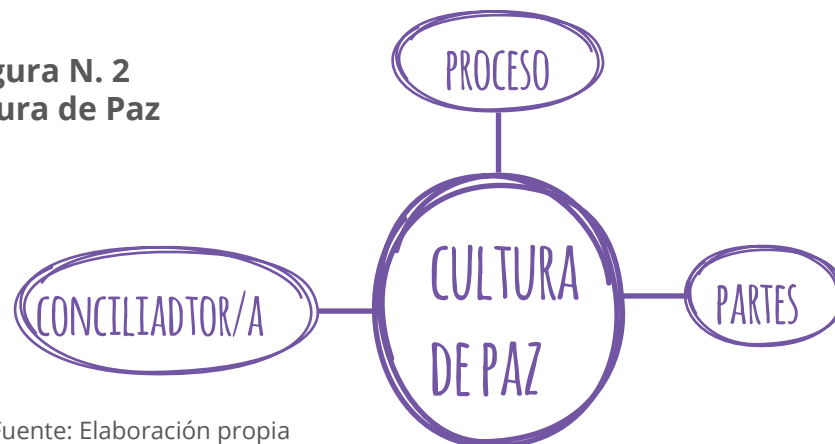 gura N. 2
ura de Paz
PROCESO
CULTURA
DE PAZ
CONCILIADTOR/A
PARTES
Fuente: Elaboración propia